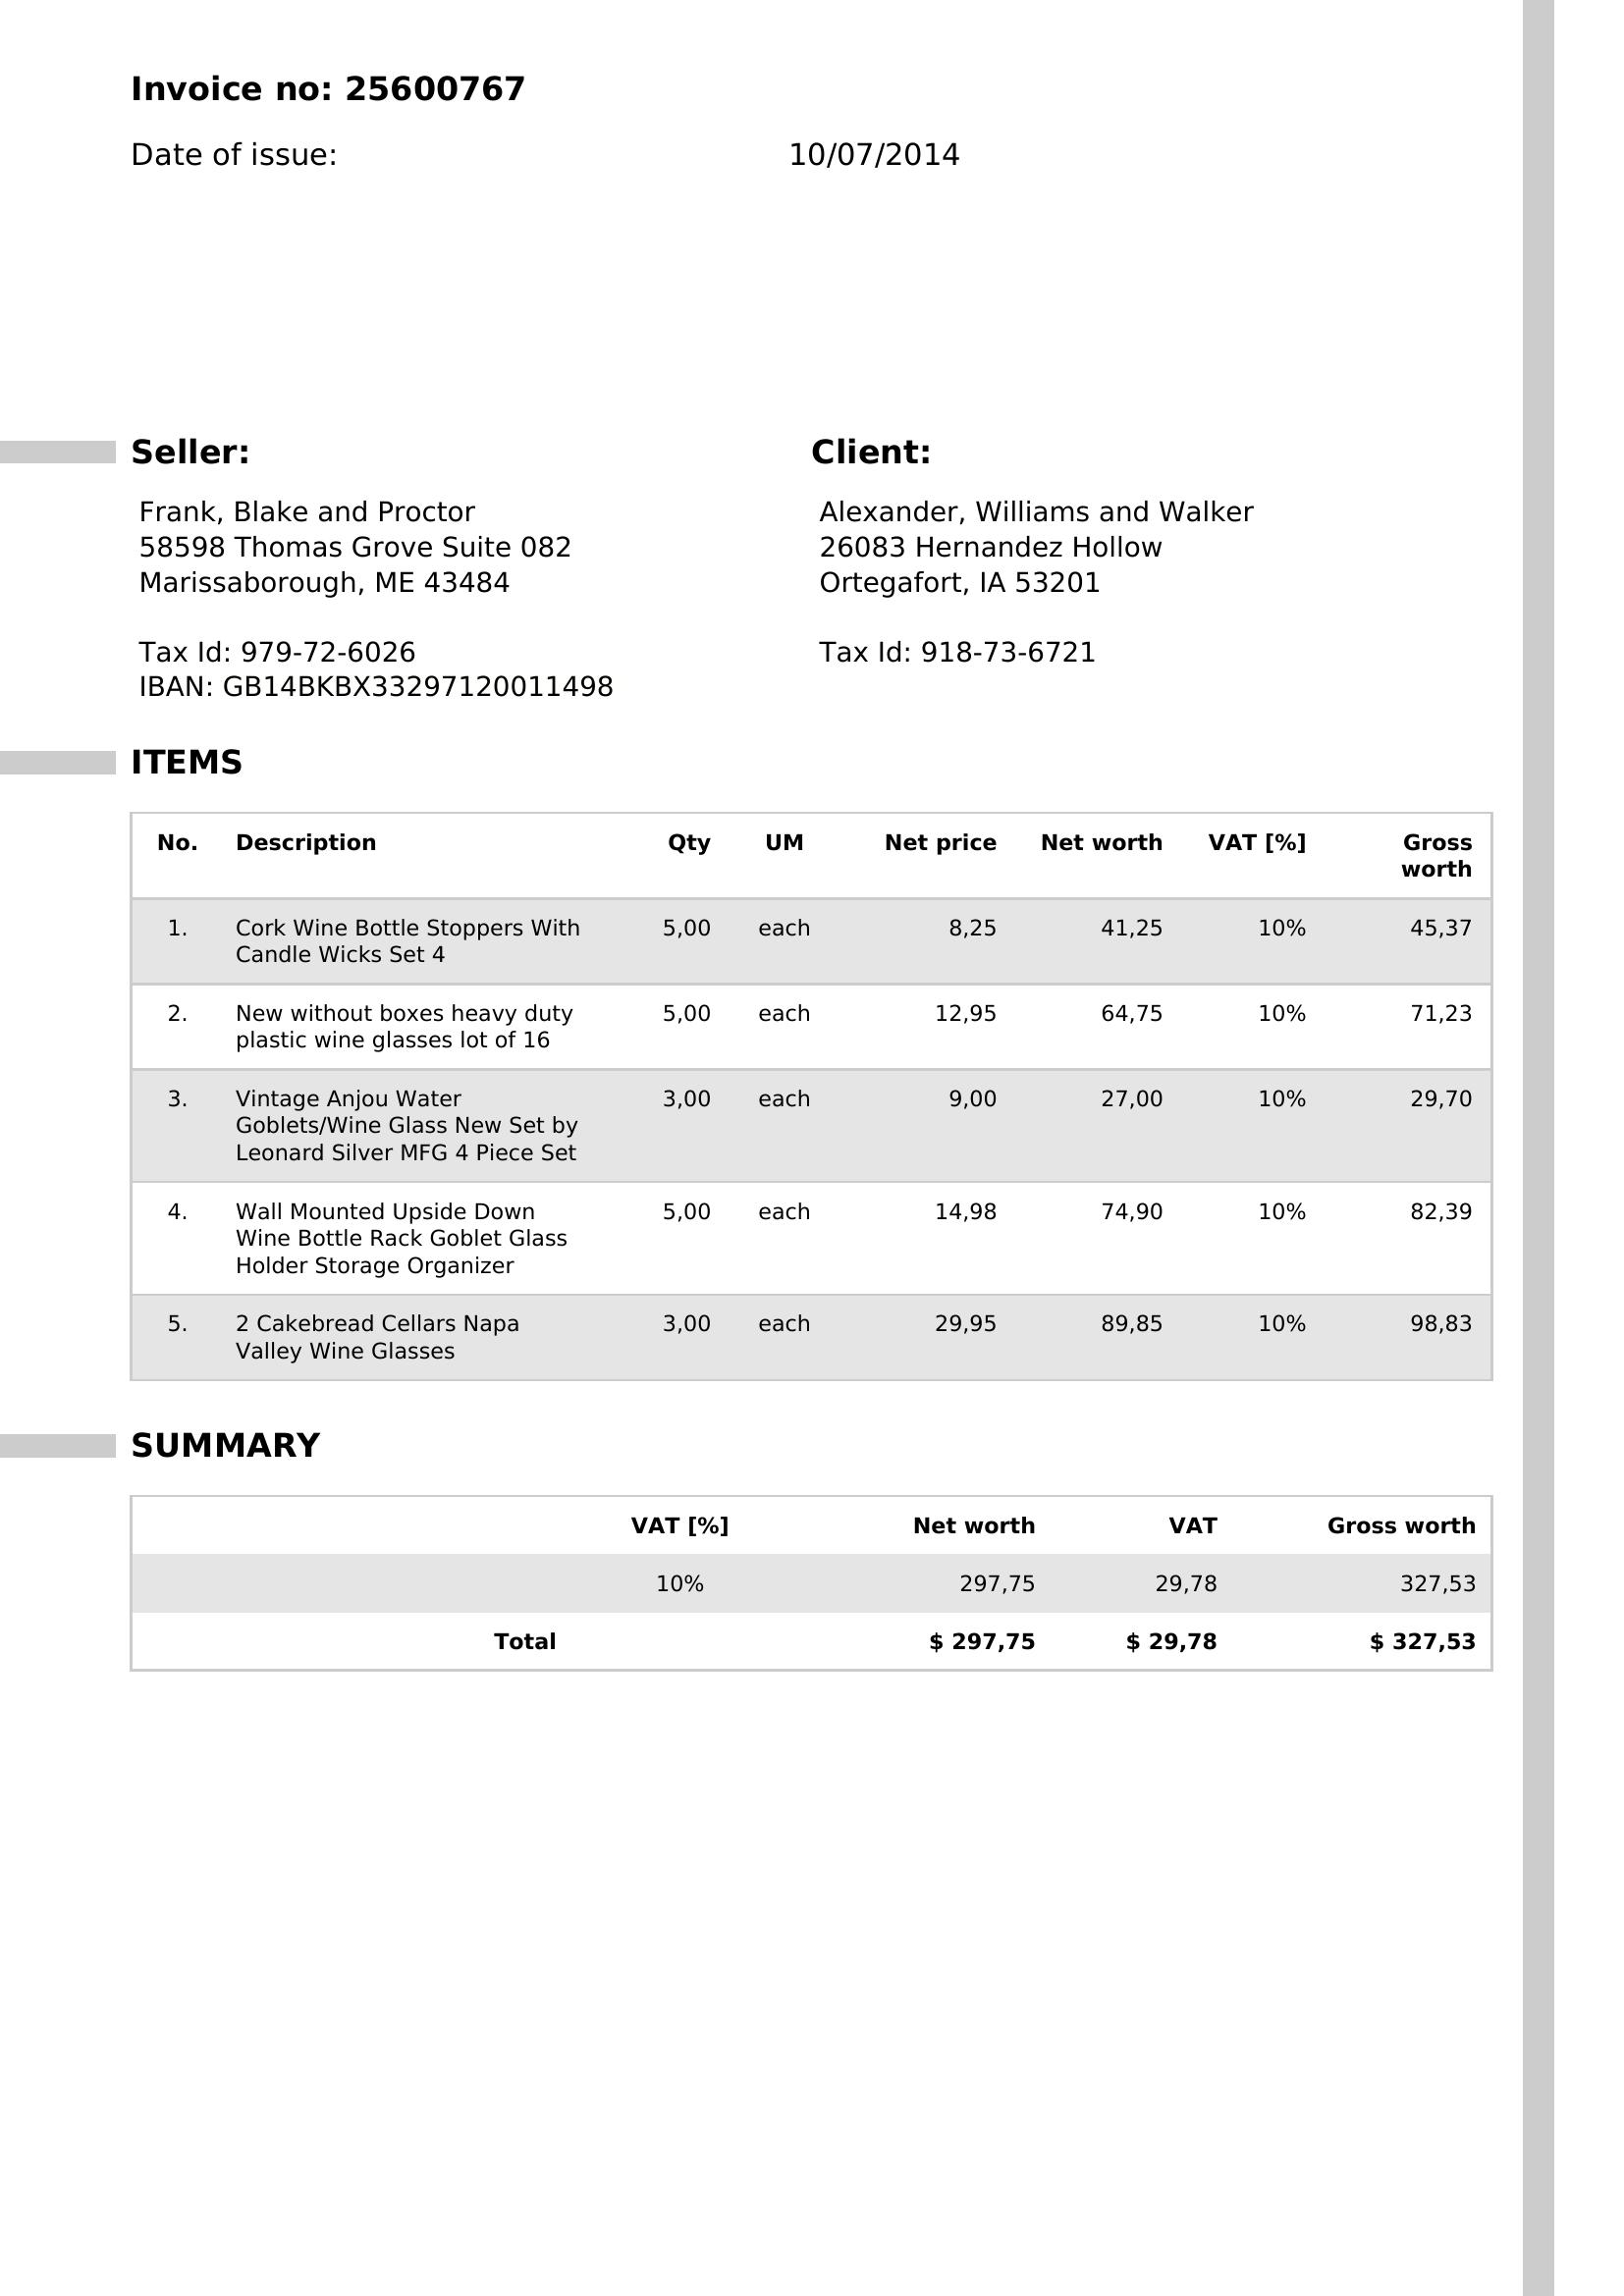 Invoice no: 25600767
Date of issue: 10/07/2014
Seller:
Frank, Blake and Proctor
58598 Thomas Grove Suite 082
Marissaborough, ME 43484
Tax Id: 979-72-6026
IBAN: GB14BKBX33297120011498
Client:
Alexander, Williams and Walker
26083 Hernandez Hollow
Ortegafort, IA 53201
Tax Id: 918-73-6721
ITEMS
No. Description Qty UM Net price Net worth VAT [%] Gross
worth
1. Cork Wine Bottle Stoppers With 5,00 each 8,25 41,25 10% 45,37
Candle Wicks Set 4
2. New without boxes heavy duty 5,00 each 12,95 64,75 10% 71,23
plastic wine glasses lot of 16
3. Vintage Anjou Water 3,00 each 9,00 27,00 10% 29,70
Goblets/Wine Glass New Set by
Leonard Silver MFG 4 Piece Set
4. Wall Mounted Upside Down 5,00 each 14,98 74,90 10% 82,39
Wine Bottle Rack Goblet Glass
Holder Storage Organizer
5. 2 Cakebread Cellars Napa 3,00 each 29,95 89,85 10% 98,83
Valley Wine Glasses
SUMMARY
VAT [%] Net worth VAT Gross worth
10% 297,75 29,78 327,53
Total $ 297,75 $ 29,78 $ 327,53